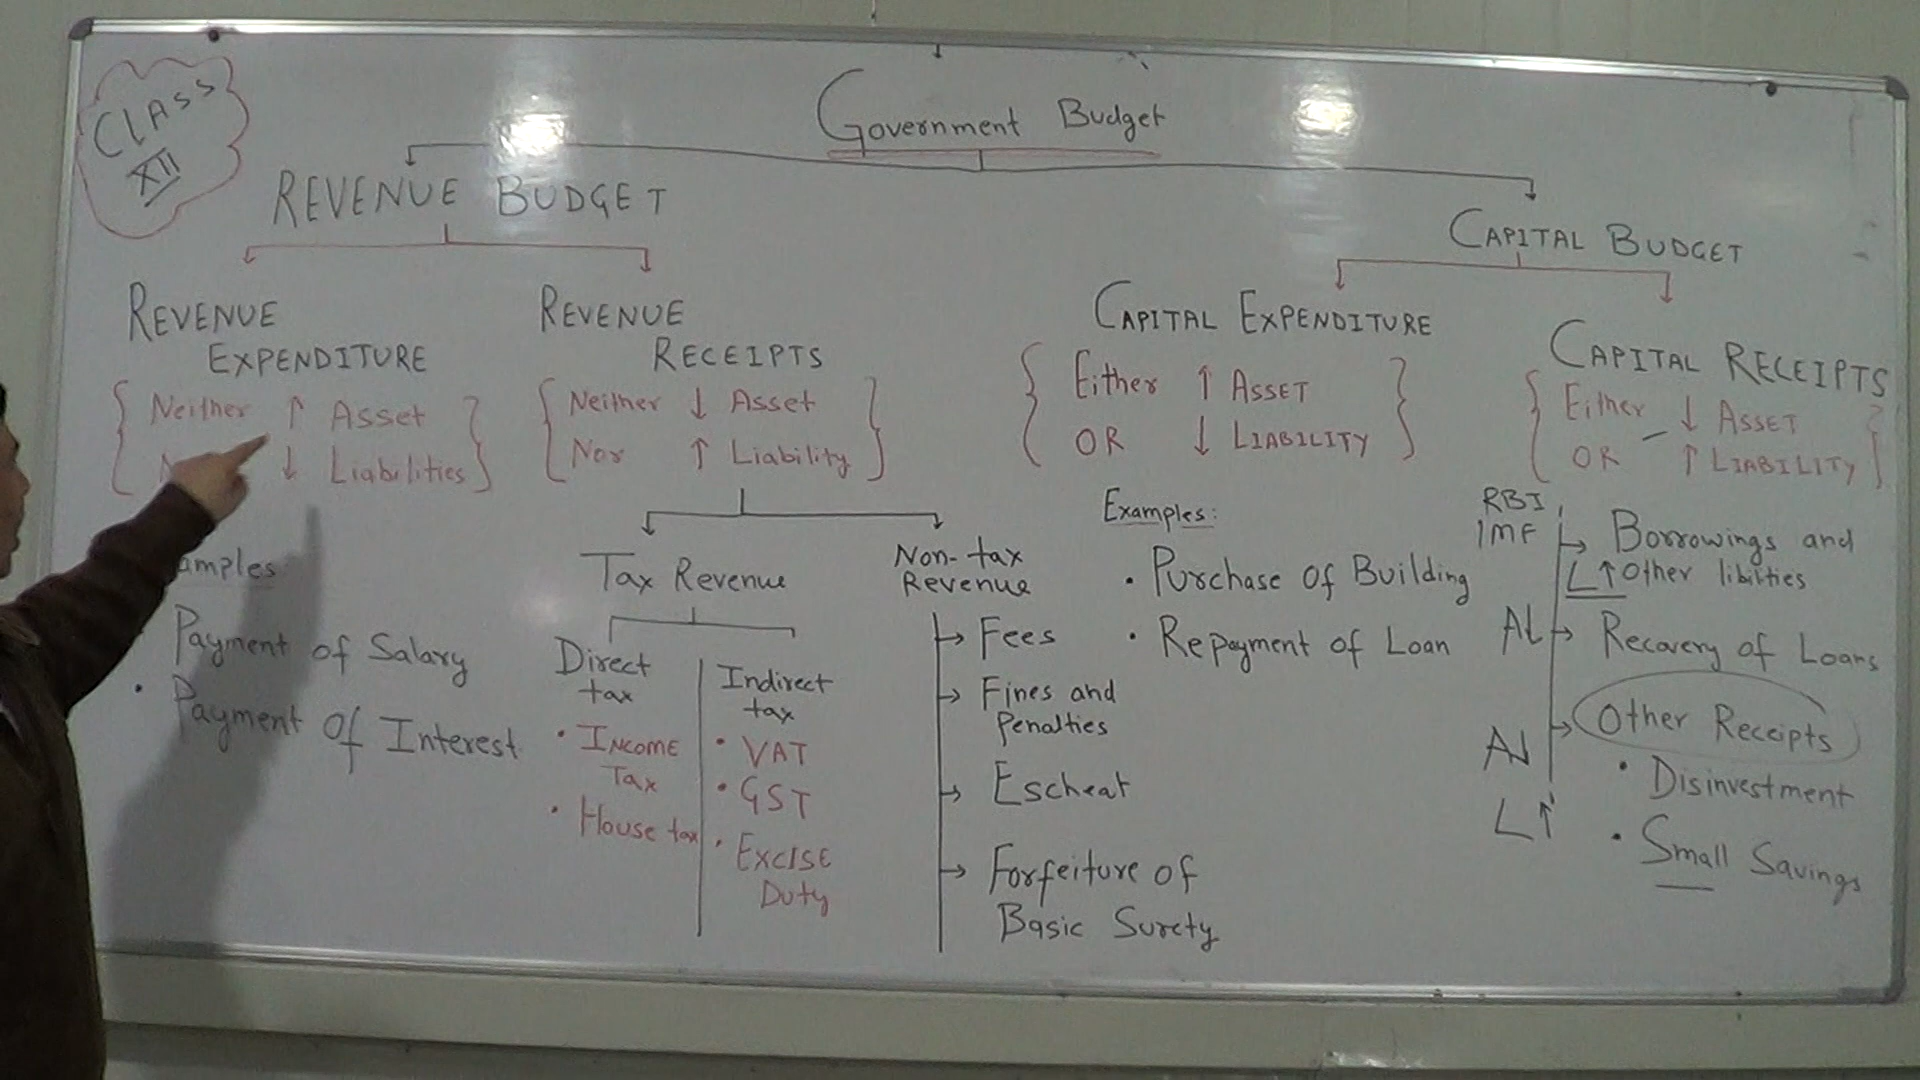 CLASS
XII
Government Budget
REVENUE BUDGET
CAPITAL BUDGET
REVENUE
EXPENDITURE
Neither ↑ Asset
↓ Liabilities
amples
• Payment of Salary
• Payment Of Interest
REVENUE
RECEIPTS
Neither ↓ Asset
Nor ↑ Liability
Tax Revenue
Direct
tax
• INCOME
TAX
• House tax
Indirect
tax
• VAT
• GST
• EXCISE
DUTY
Non-tax
Revenue
→ Fees
→ Fines and
Penalties
→ Escheat
→ Forfeiture of
Basic Surety
CAPITAL EXPENDITURE
Either ↑ ASSET
OR ↓ LIABILITY
Examples:
• Purchase Of Building
• Repayment of Loan
CAPITAL RECEIPTS
Either ↓ ASSET
OR ↑ LIABILITY
RBI,
IMF → Borrowings and
L↑ Other libilties
A↓ → Recovery of Loans
→ Other Receipts
A↓
• Disinvestment
L↑
• Small Savings